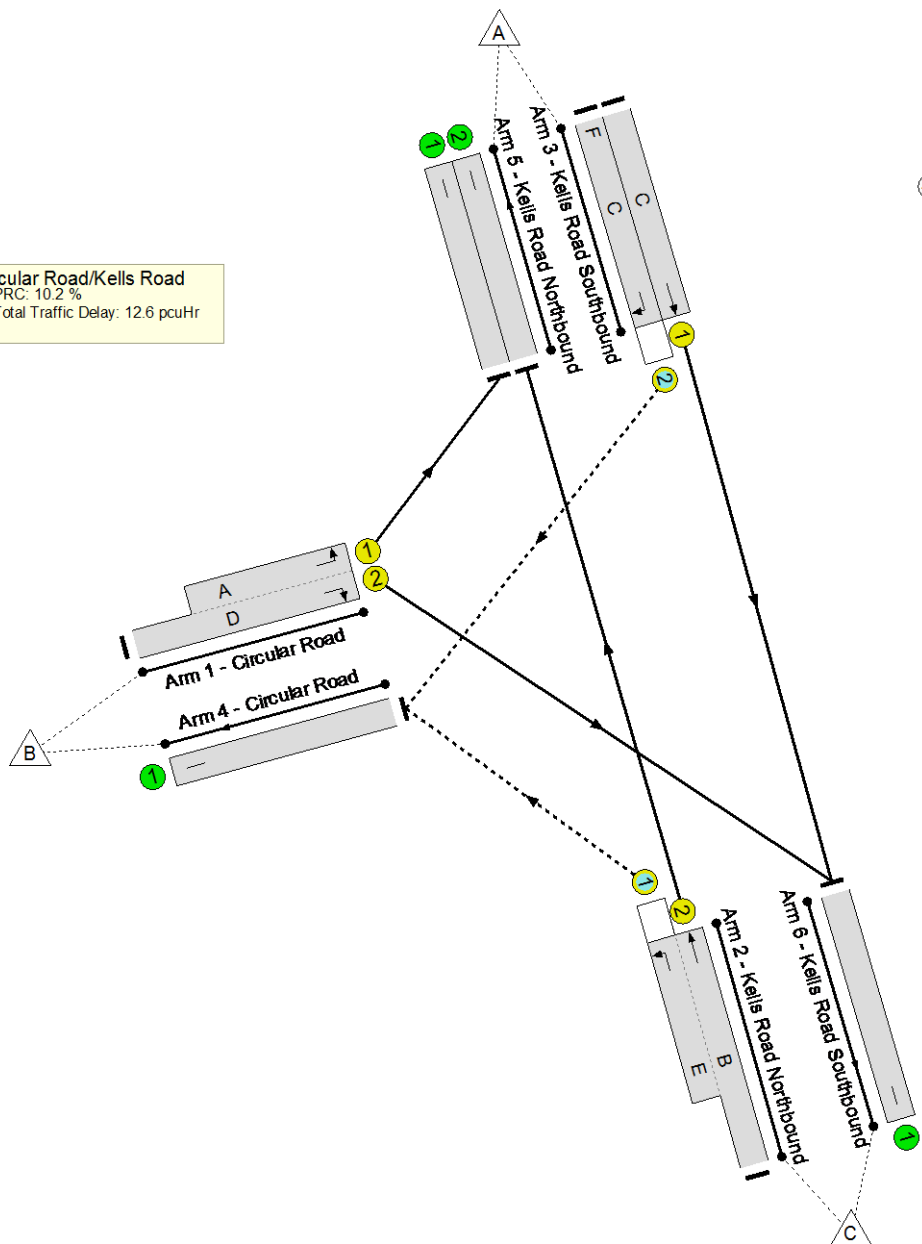 A
1
2
Arm 5 - Kells Road Northbound
Arm 3 - Kells Road Southbound
F
C
C
1
2
cular Road/Kells Road
PRC: 10.2 %
Total Traffic Delay: 12.6 pcuHr
A
D
1
2
Arm 1 - Circular Road
Arm 4 - Circular Road
B
1
1
2
Arm 2 - Kells Road Northbound
Arm 6 - Kells Road Southbound
B
E
1
C